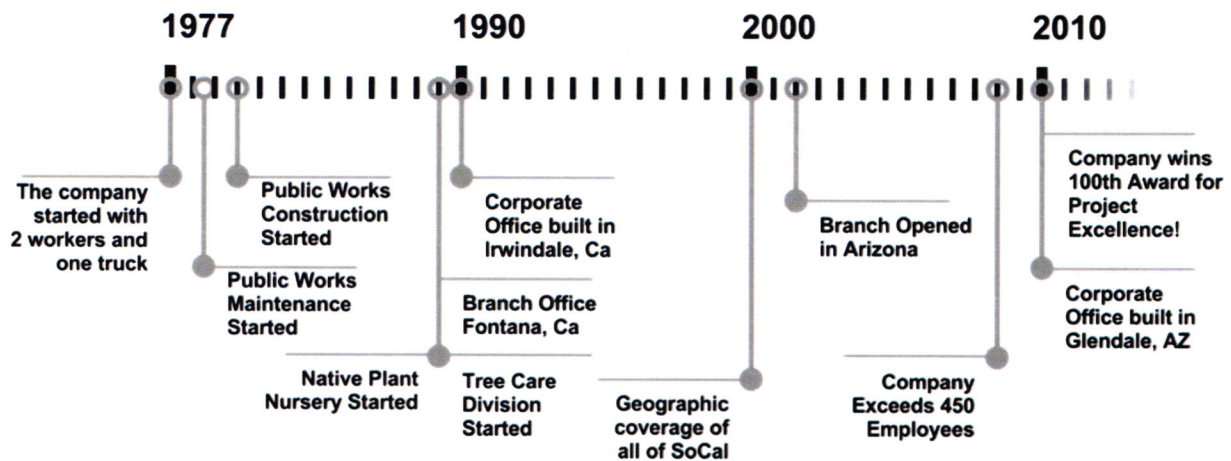 1977
1990
2000
2010
The company
started with
2 workers and
one truck
Public Works
Maintenance
Started
Public Works
Construction
Started
Native Plant
Nursery Started
Branch Office
Fontana, Ca
Tree Care
Division
Started
Corporate
Office built in
Irwindale, Ca
Geographic
coverage of
all of SoCal
Branch Opened
in Arizona
Company
Exceeds 450
Employees
Company wins
100th Award for
Project
Excellence!
Corporate
Office built in
Glendale, AZ